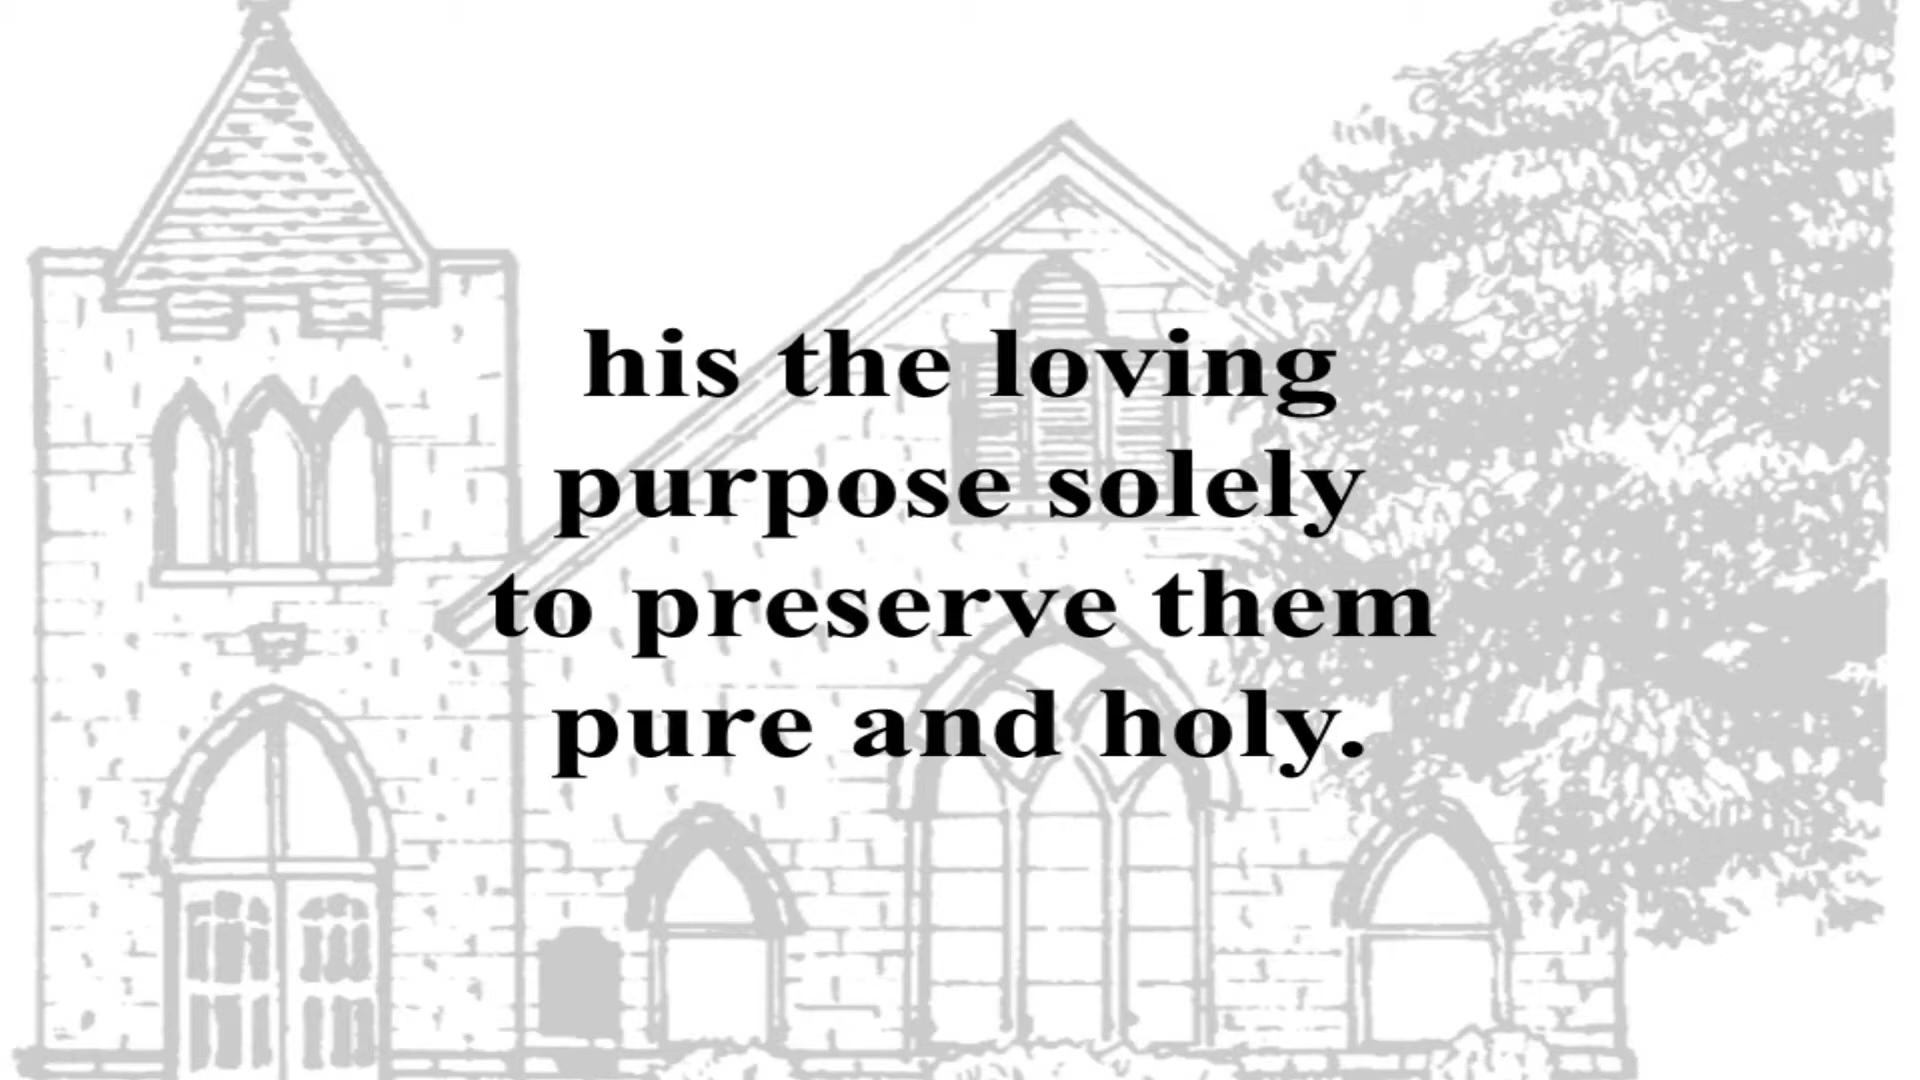 his the loving
purpose solely
to preserve them
pure and holy.